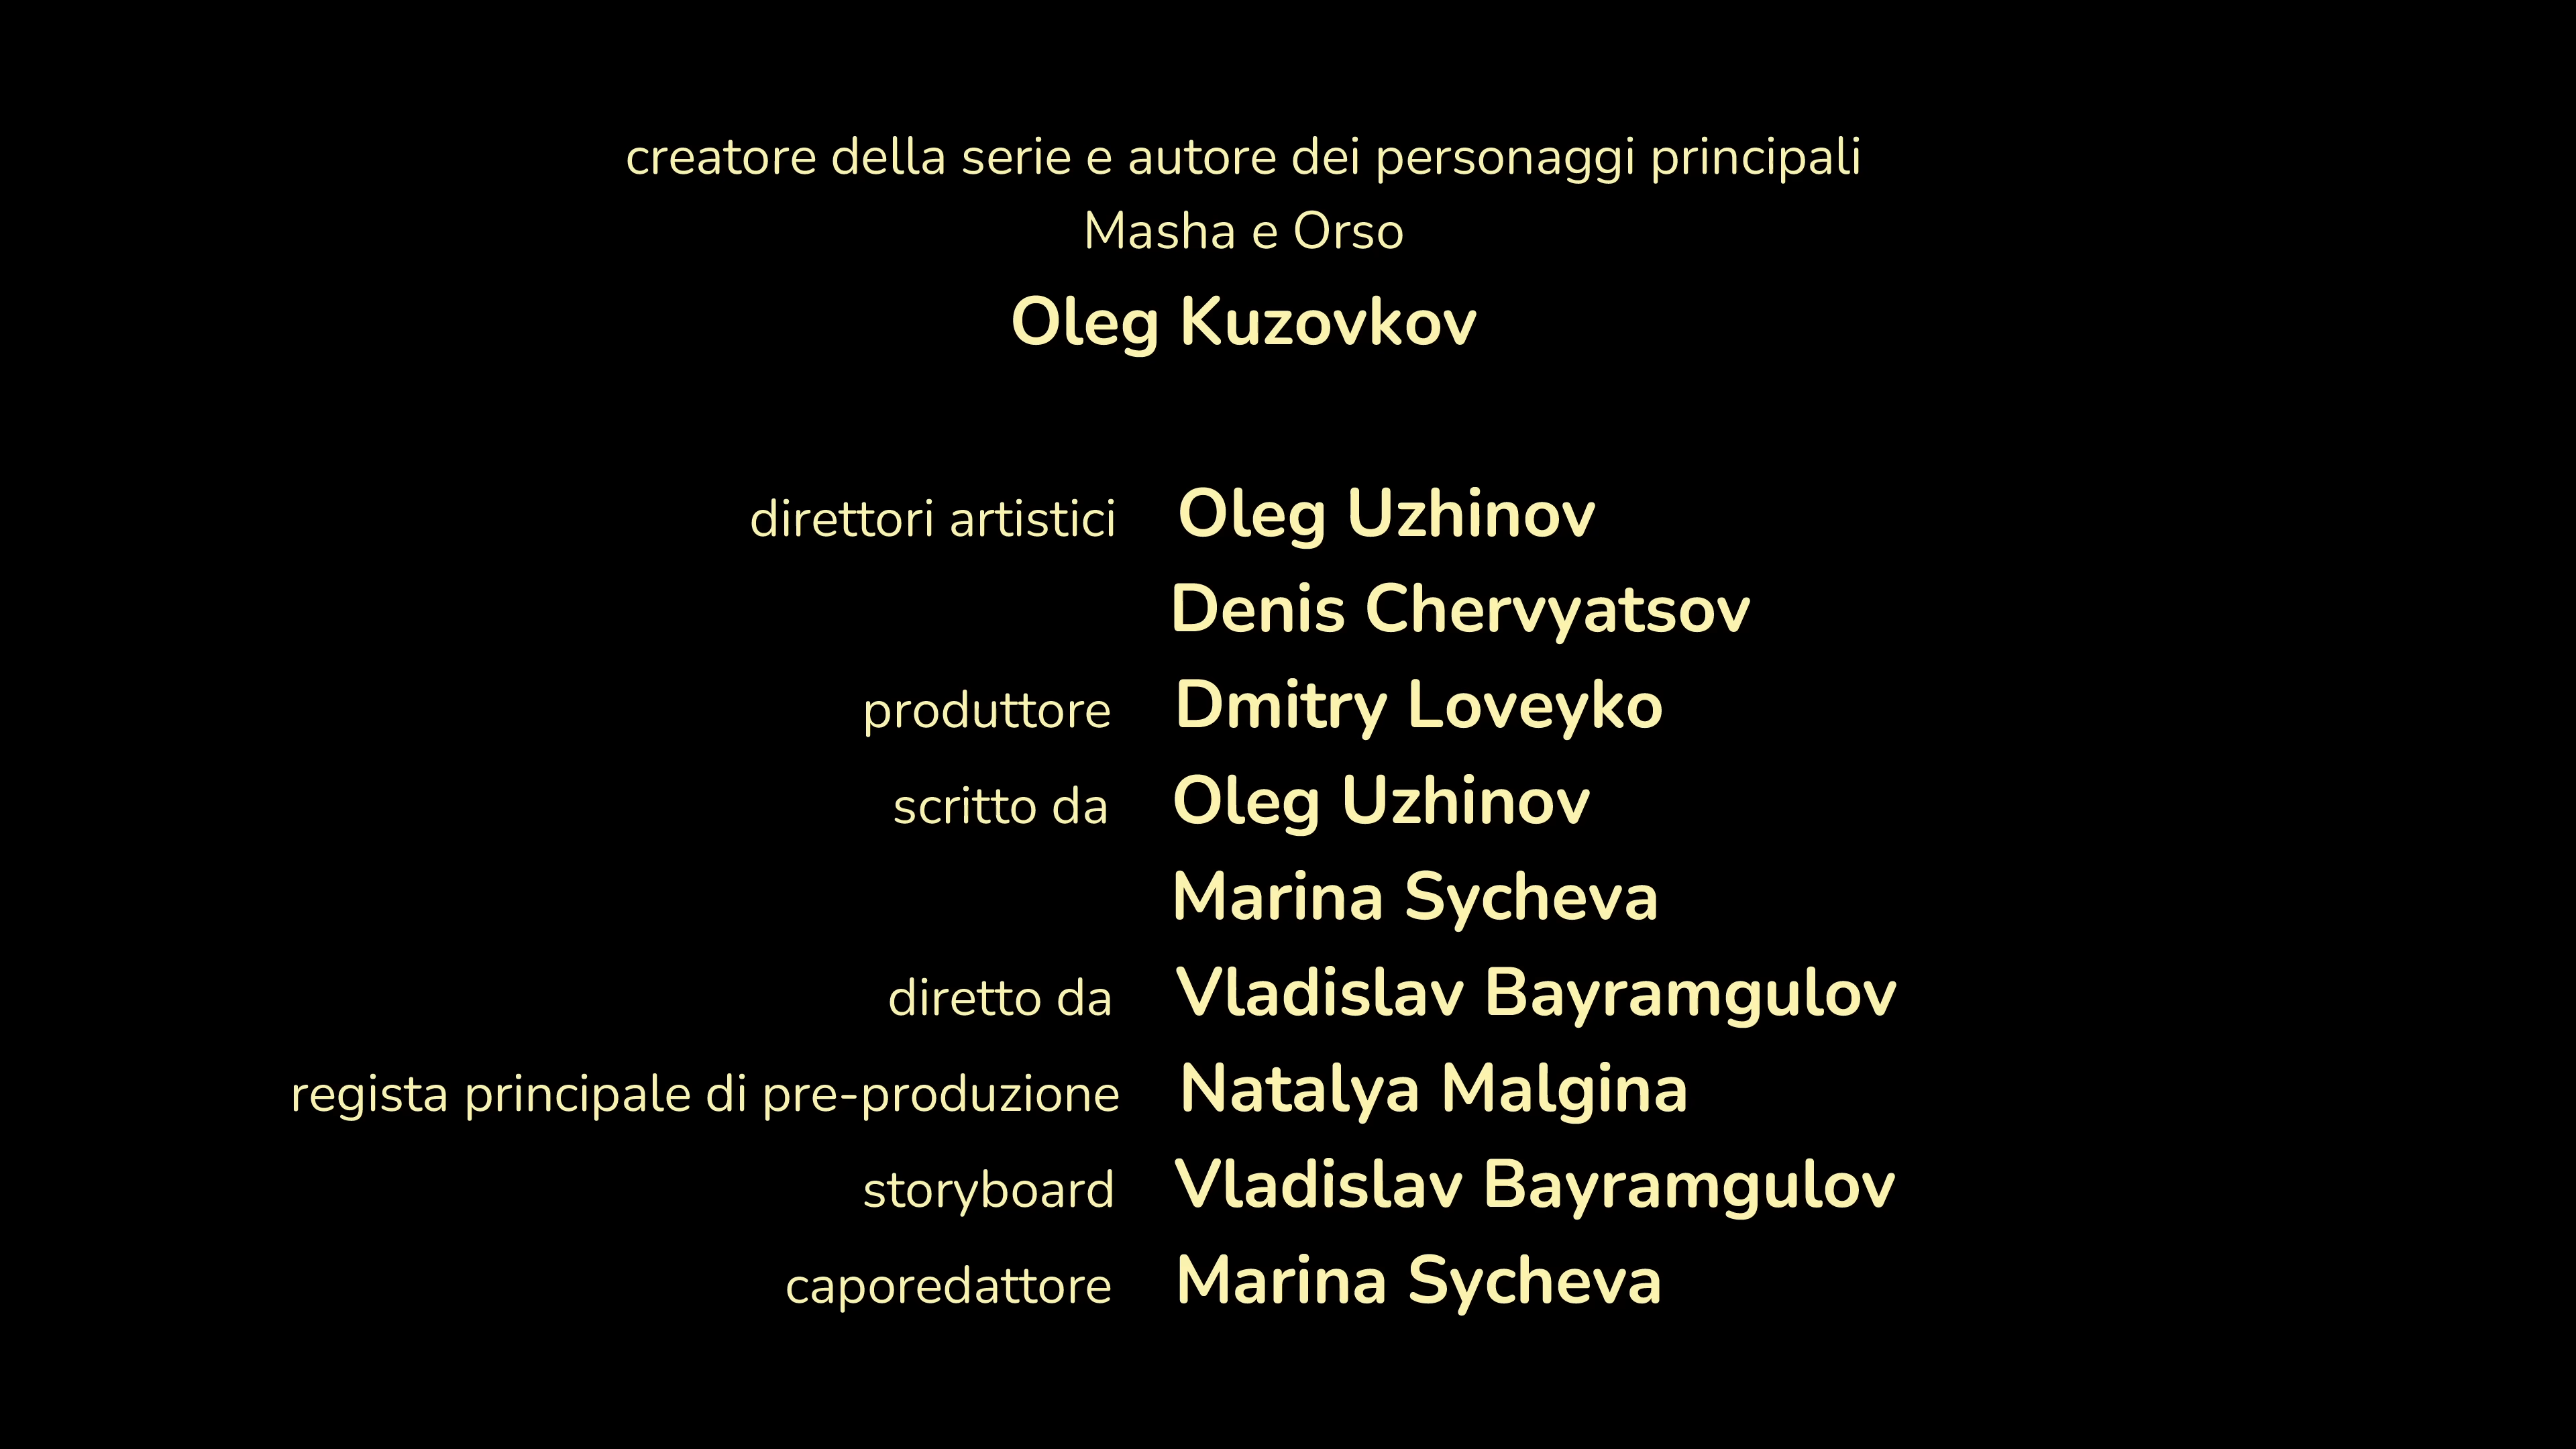 creatore della serie e autore dei personaggi principali
Masha e Orso
Oleg Kuzovkov
direttori artistici Oleg Uzhinov
Denis Chervyatsov
produttore Dmitry Loveyko
scritto da Oleg Uzhinov
Marina Sycheva
diretto da Vladislav Bayramgulov
regista principale di pre-produzione Natalya Malgina
storyboard Vladislav Bayramgulov
caporedattore Marina Sycheva